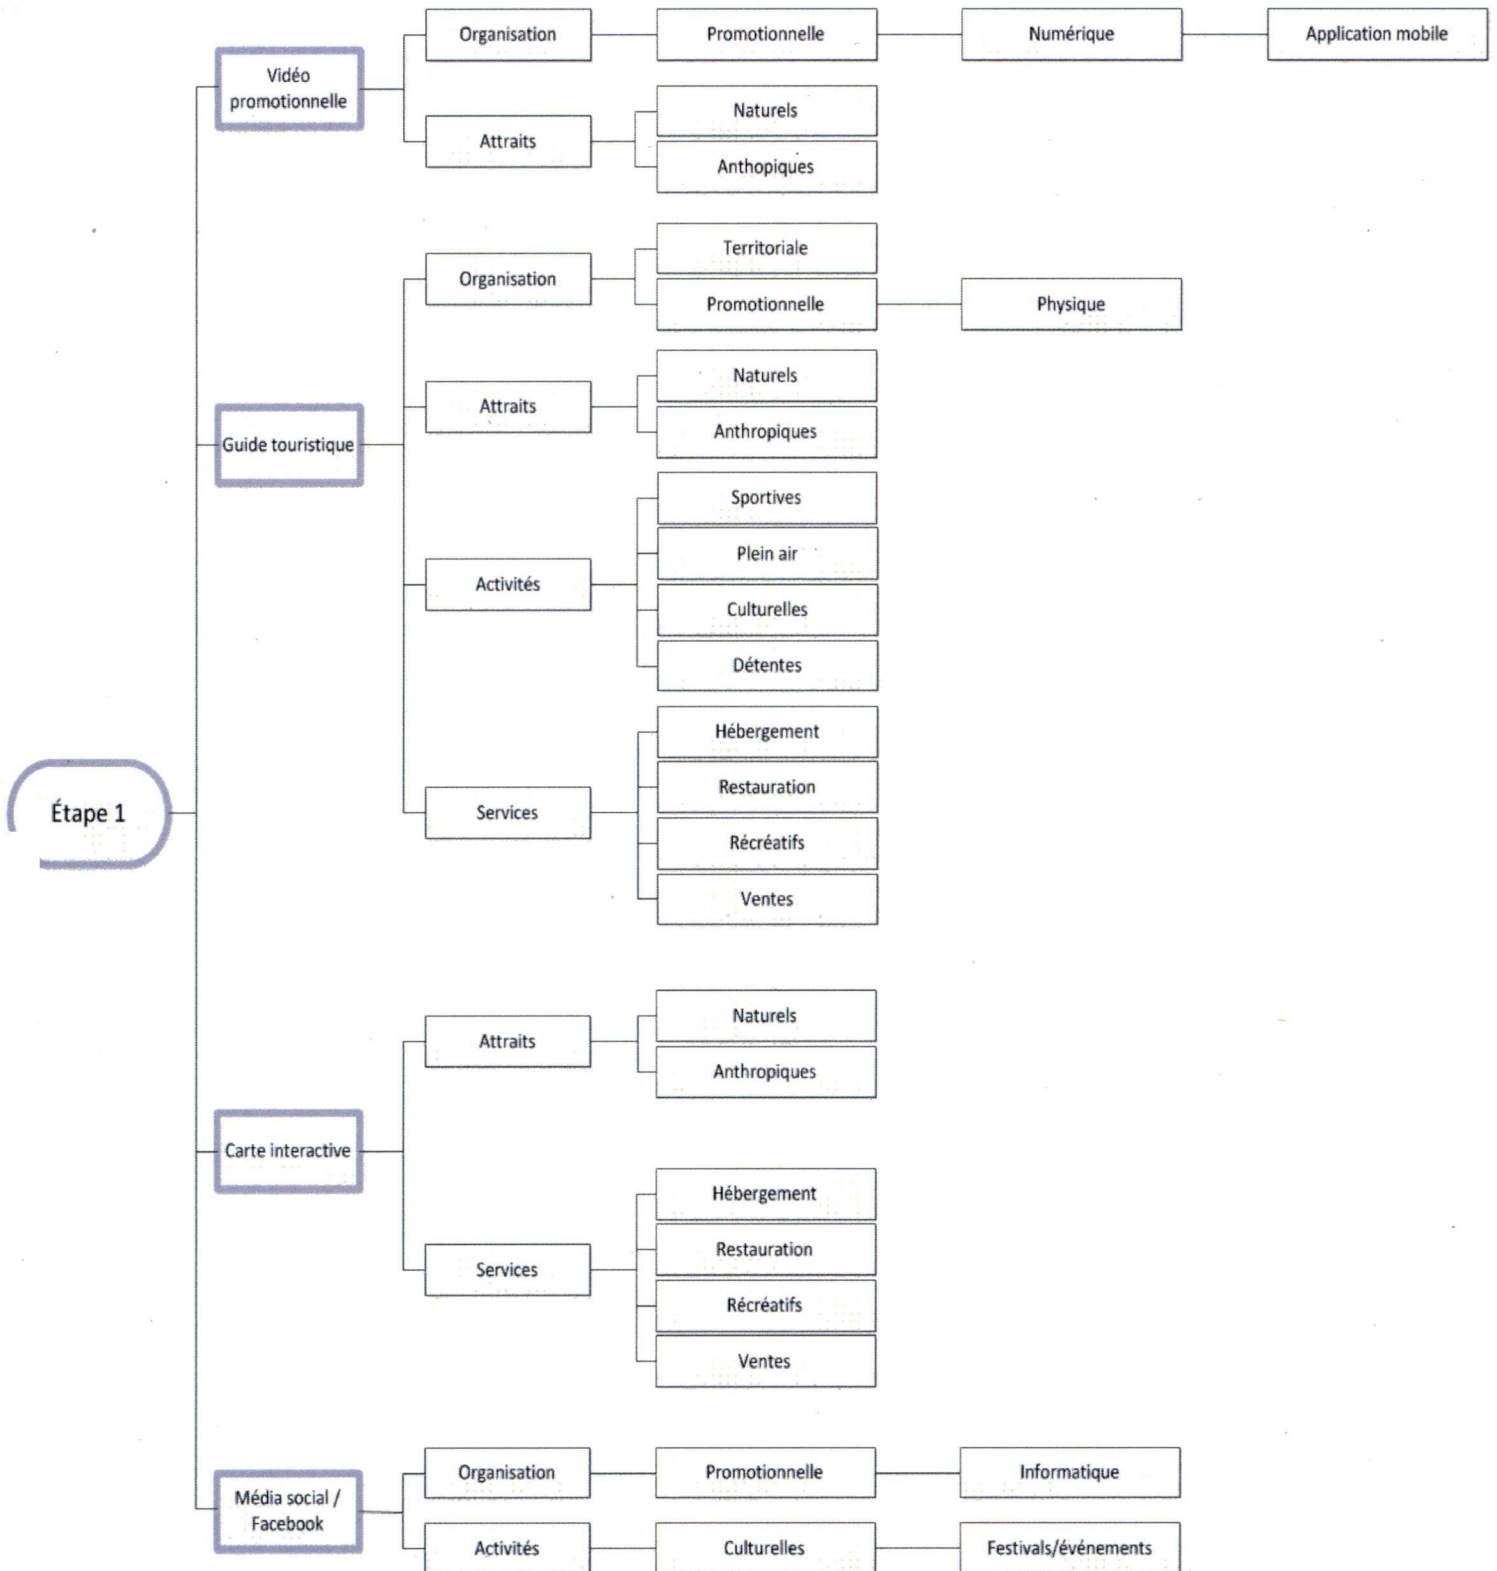 Organisation
Promotionnelle
Numérique
Application mobile
Vidéo
promotionnelle
Attraits
Naturels
Anthopiques
Guide touristique
Organisation
Territoriale
Promotionnelle
Physique
Attraits
Naturels
Anthropiques
Activités
Sportives
Plein air
Culturelles
Détentes
Services
Hébergement
Restauration
Récréatifs
Ventes
Étape 1
Carte interactive
Attraits
Naturels
Anthropiques
Services
Hébergement
Restauration
Récréatifs
Ventes
Média social /
Facebook
Organisation
Promotionnelle
Informatique
Activités
Culturelles
Festivals/événements